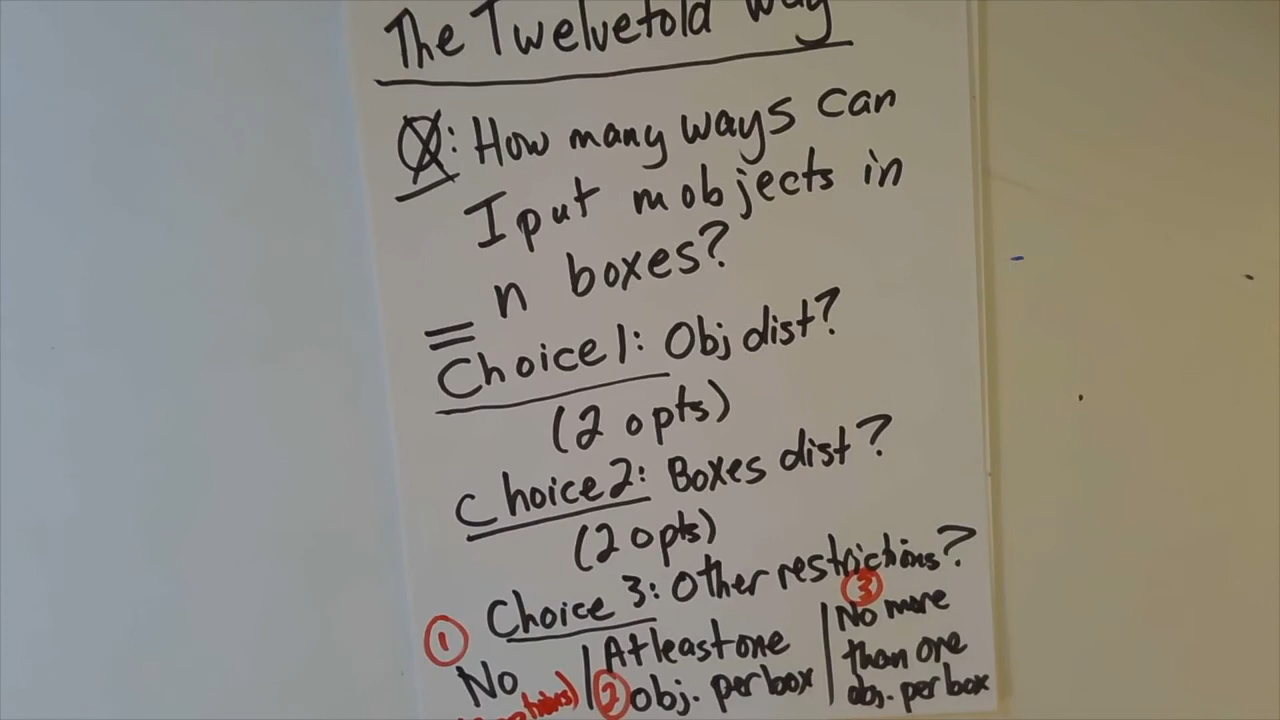 The Twelvefold Way
Q: How many ways can
I put m objects in
n boxes?
Choice 1: Obj dist?
(2 opts)
Choice 2: Boxes dist?
(2 opts)
Choice 3: Other restrictions?
① No
② At least one
obj. per box
③ No more
than one
obj. per box